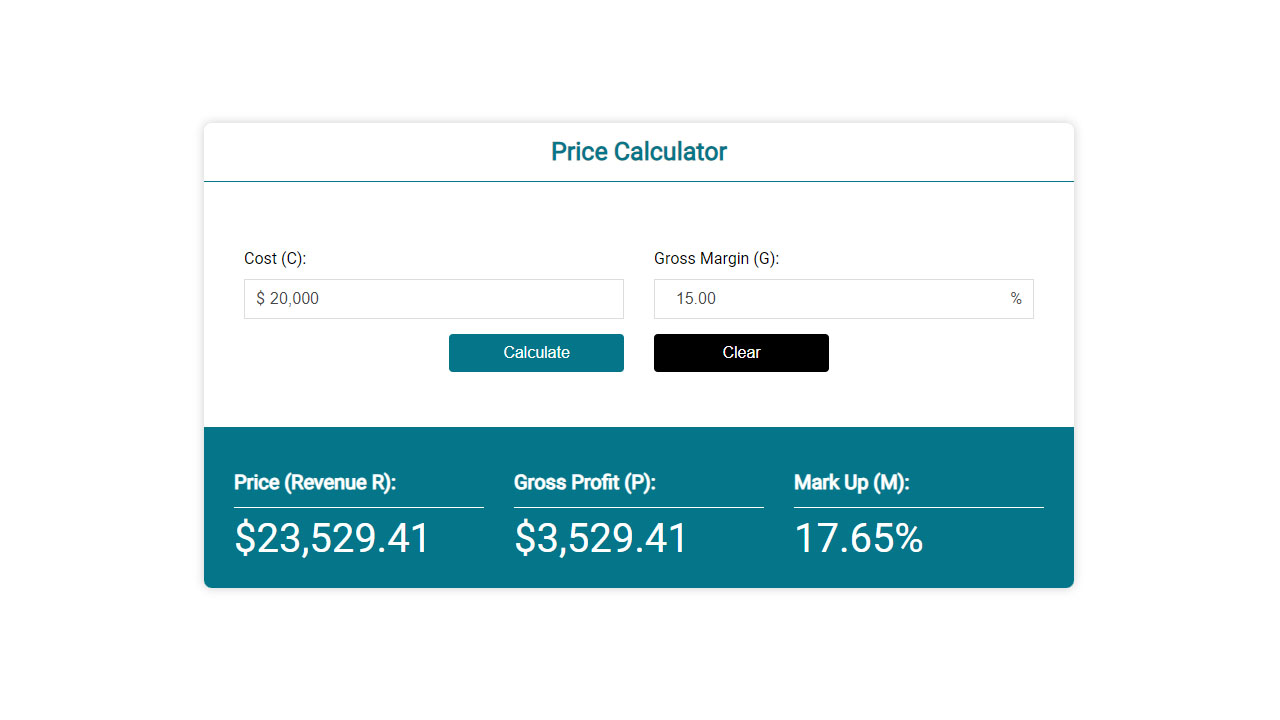 Price Calculator
Cost (C):
Gross Margin (G):
$ 20,000
15.00 %
Calculate
Clear
Price (Revenue R):
Gross Profit (P):
Mark Up (M):
$23,529.41
$3,529.41
17.65%